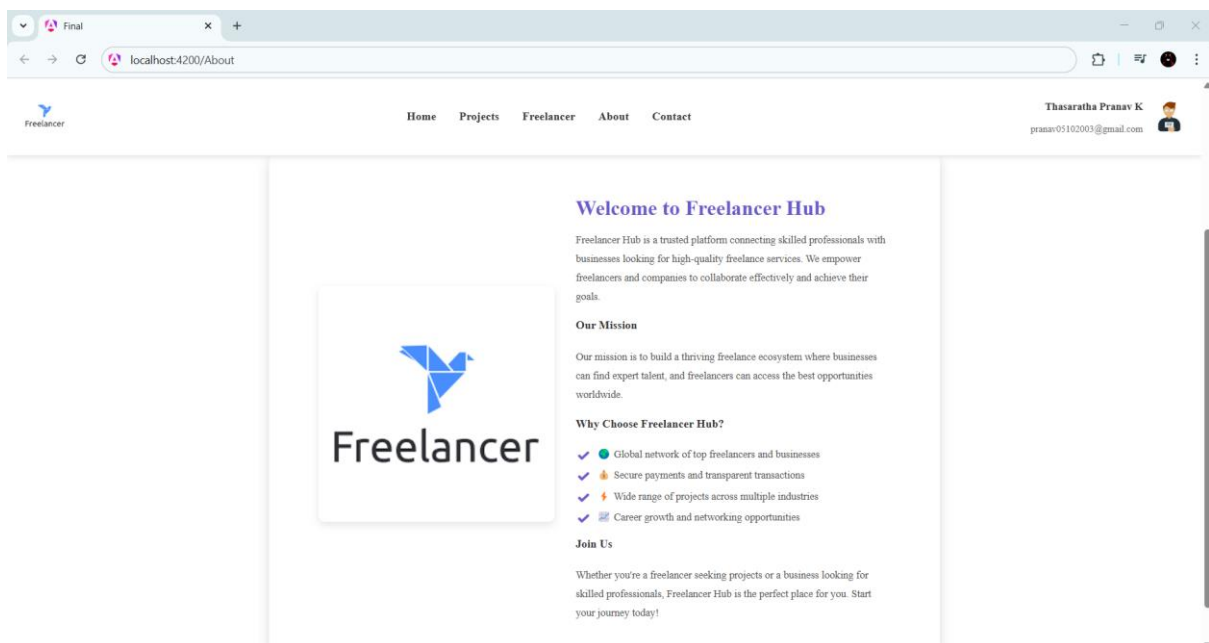 Final
localhost:4200/About
Freelancer
Home Projects Freelancer About Contact
Thasaratha Pranav K
pranav05102003@gmail.com
Welcome to Freelancer Hub
Freelancer Hub is a trusted platform connecting skilled professionals with
businesses looking for high-quality freelance services. We empower
freelancers and companies to collaborate effectively and achieve their
goals.
Our Mission
Our mission is to build a thriving freelance ecosystem where businesses
can find expert talent, and freelancers can access the best opportunities
worldwide.
Why Choose Freelancer Hub?
Global network of top freelancers and businesses
Secure payments and transparent transactions
Wide range of projects across multiple industries
Career growth and networking opportunities
Join Us
Whether you're a freelancer seeking projects or a business looking for
skilled professionals, Freelancer Hub is the perfect place for you. Start
your journey today!
Freelancer